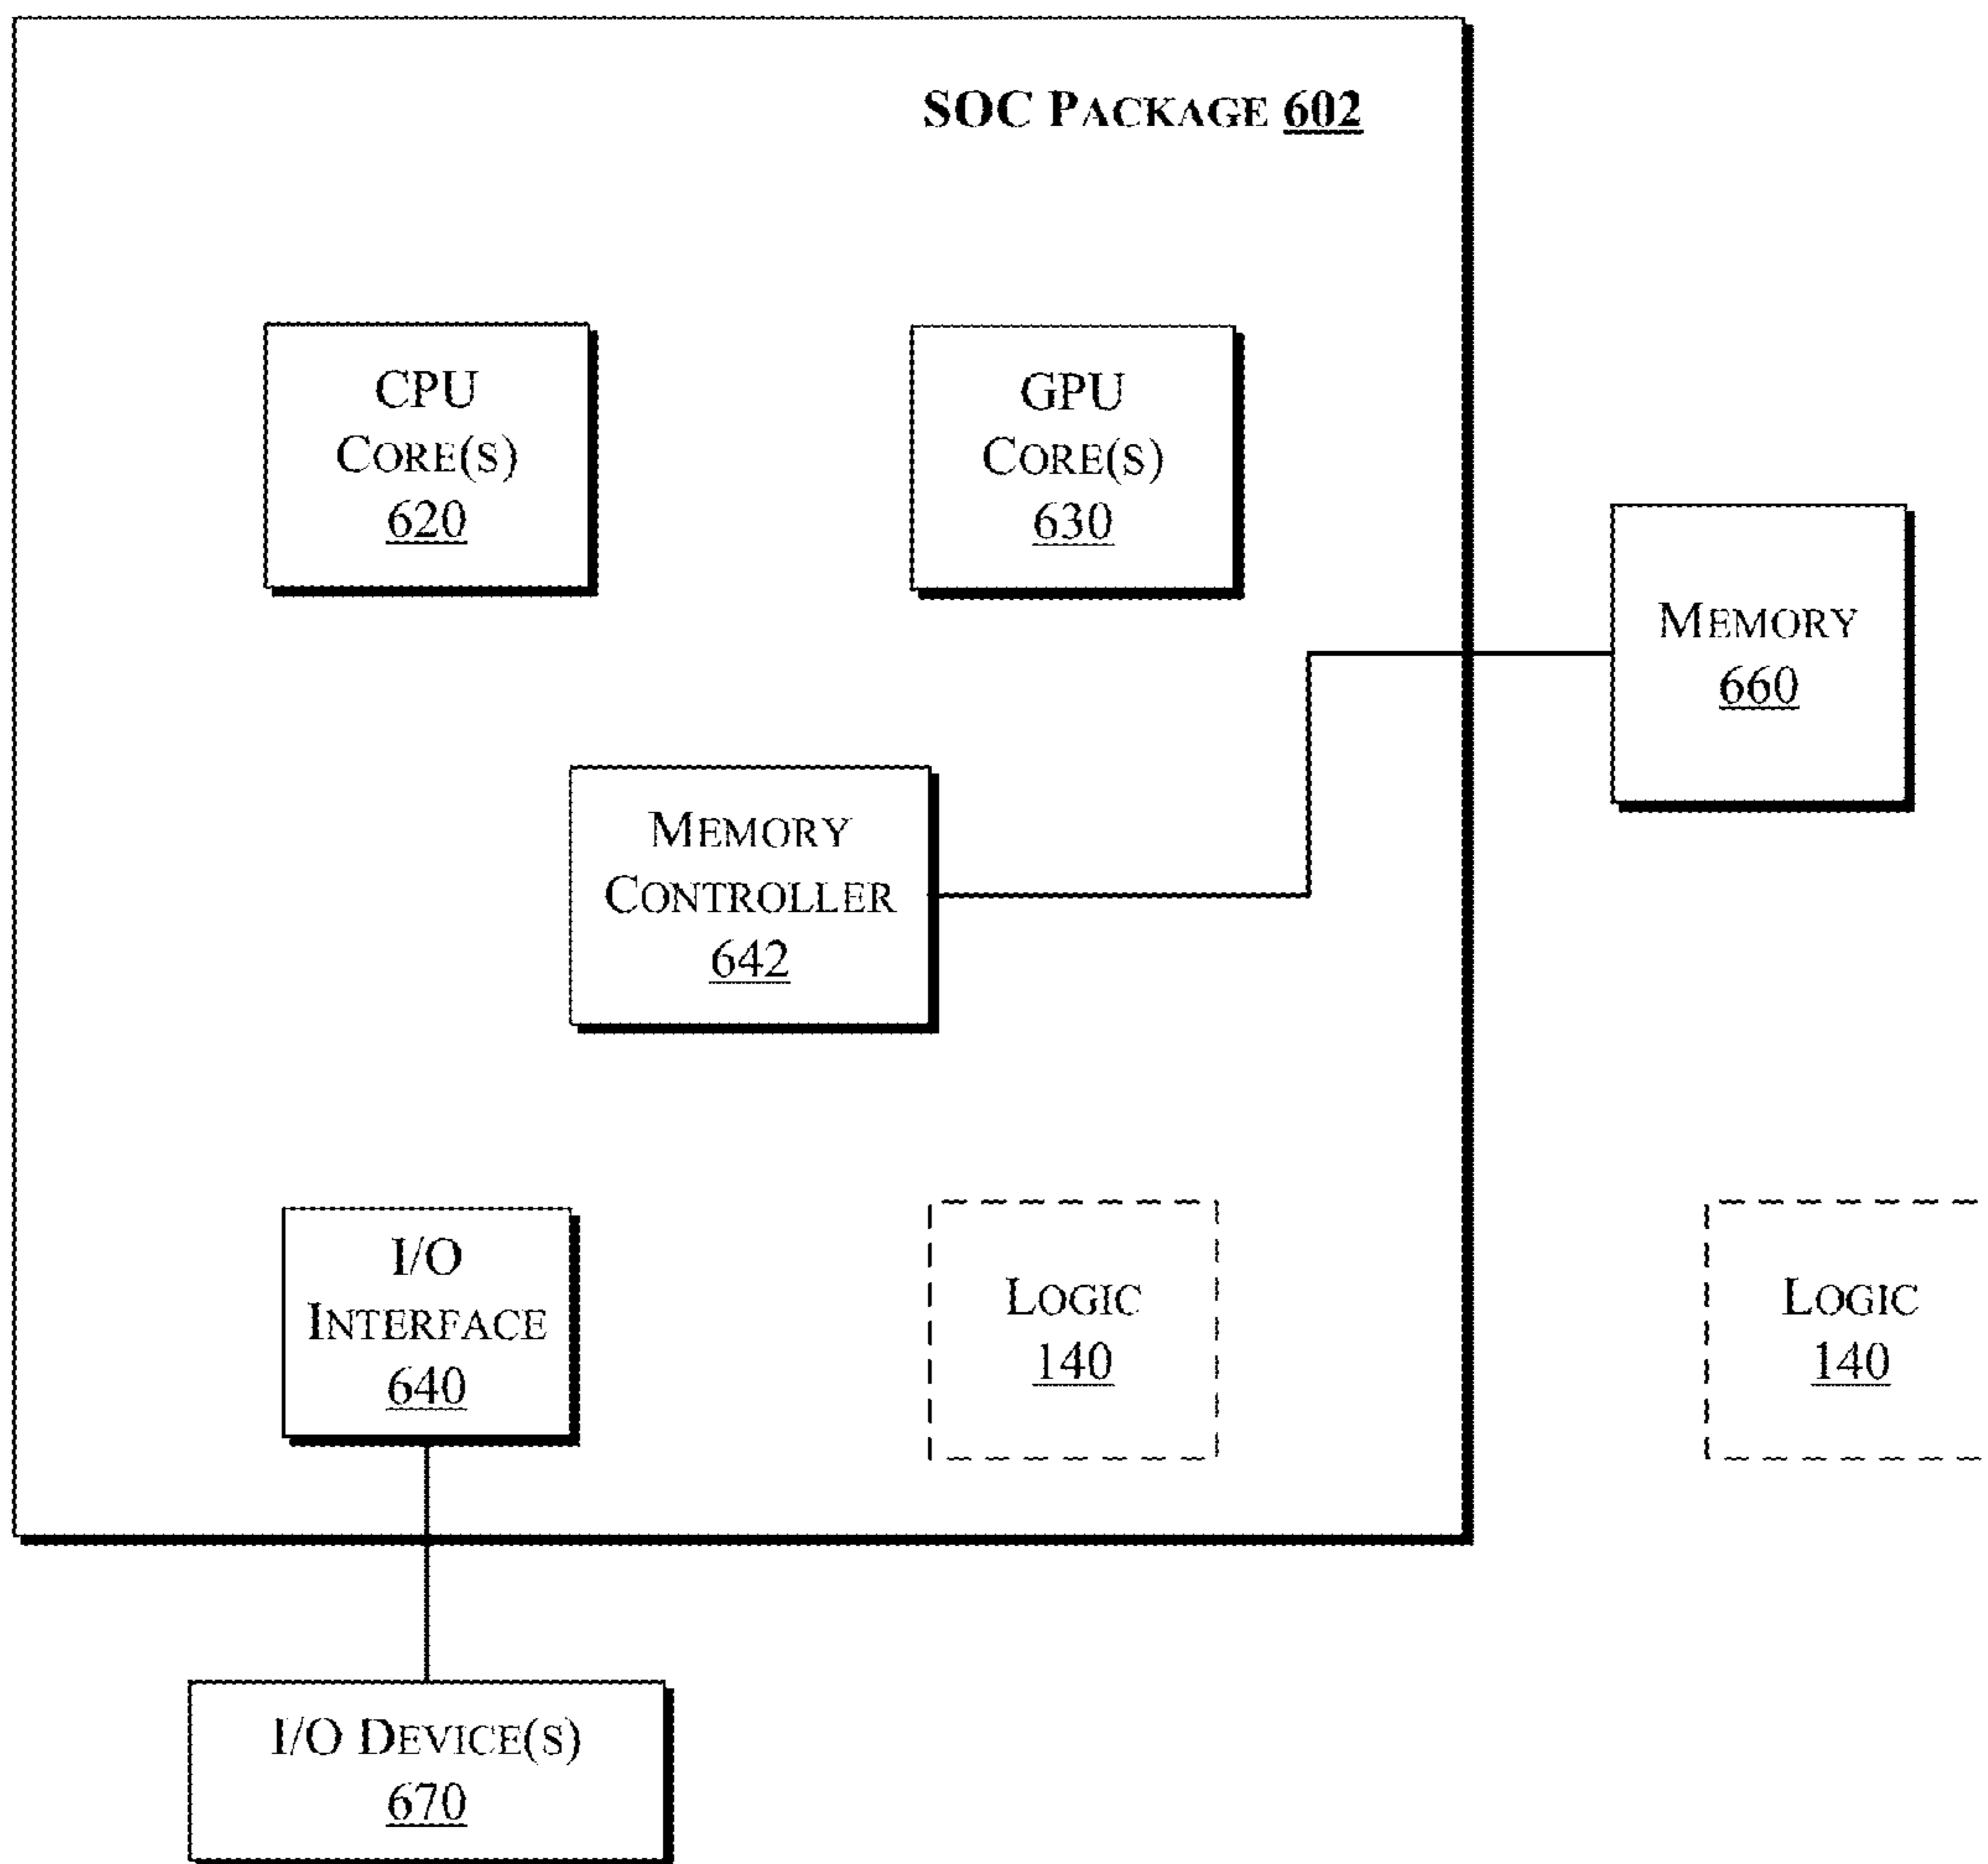 SOC PACKAGE 602
CPU
CORE(S)
620
GPU
CORE(S)
630
MEMORY
660
MEMORY
CONTROLLER
642
I/O
INTERFACE
640
LOGIC
140
LOGIC
140
I/O DEVICE(S)
670